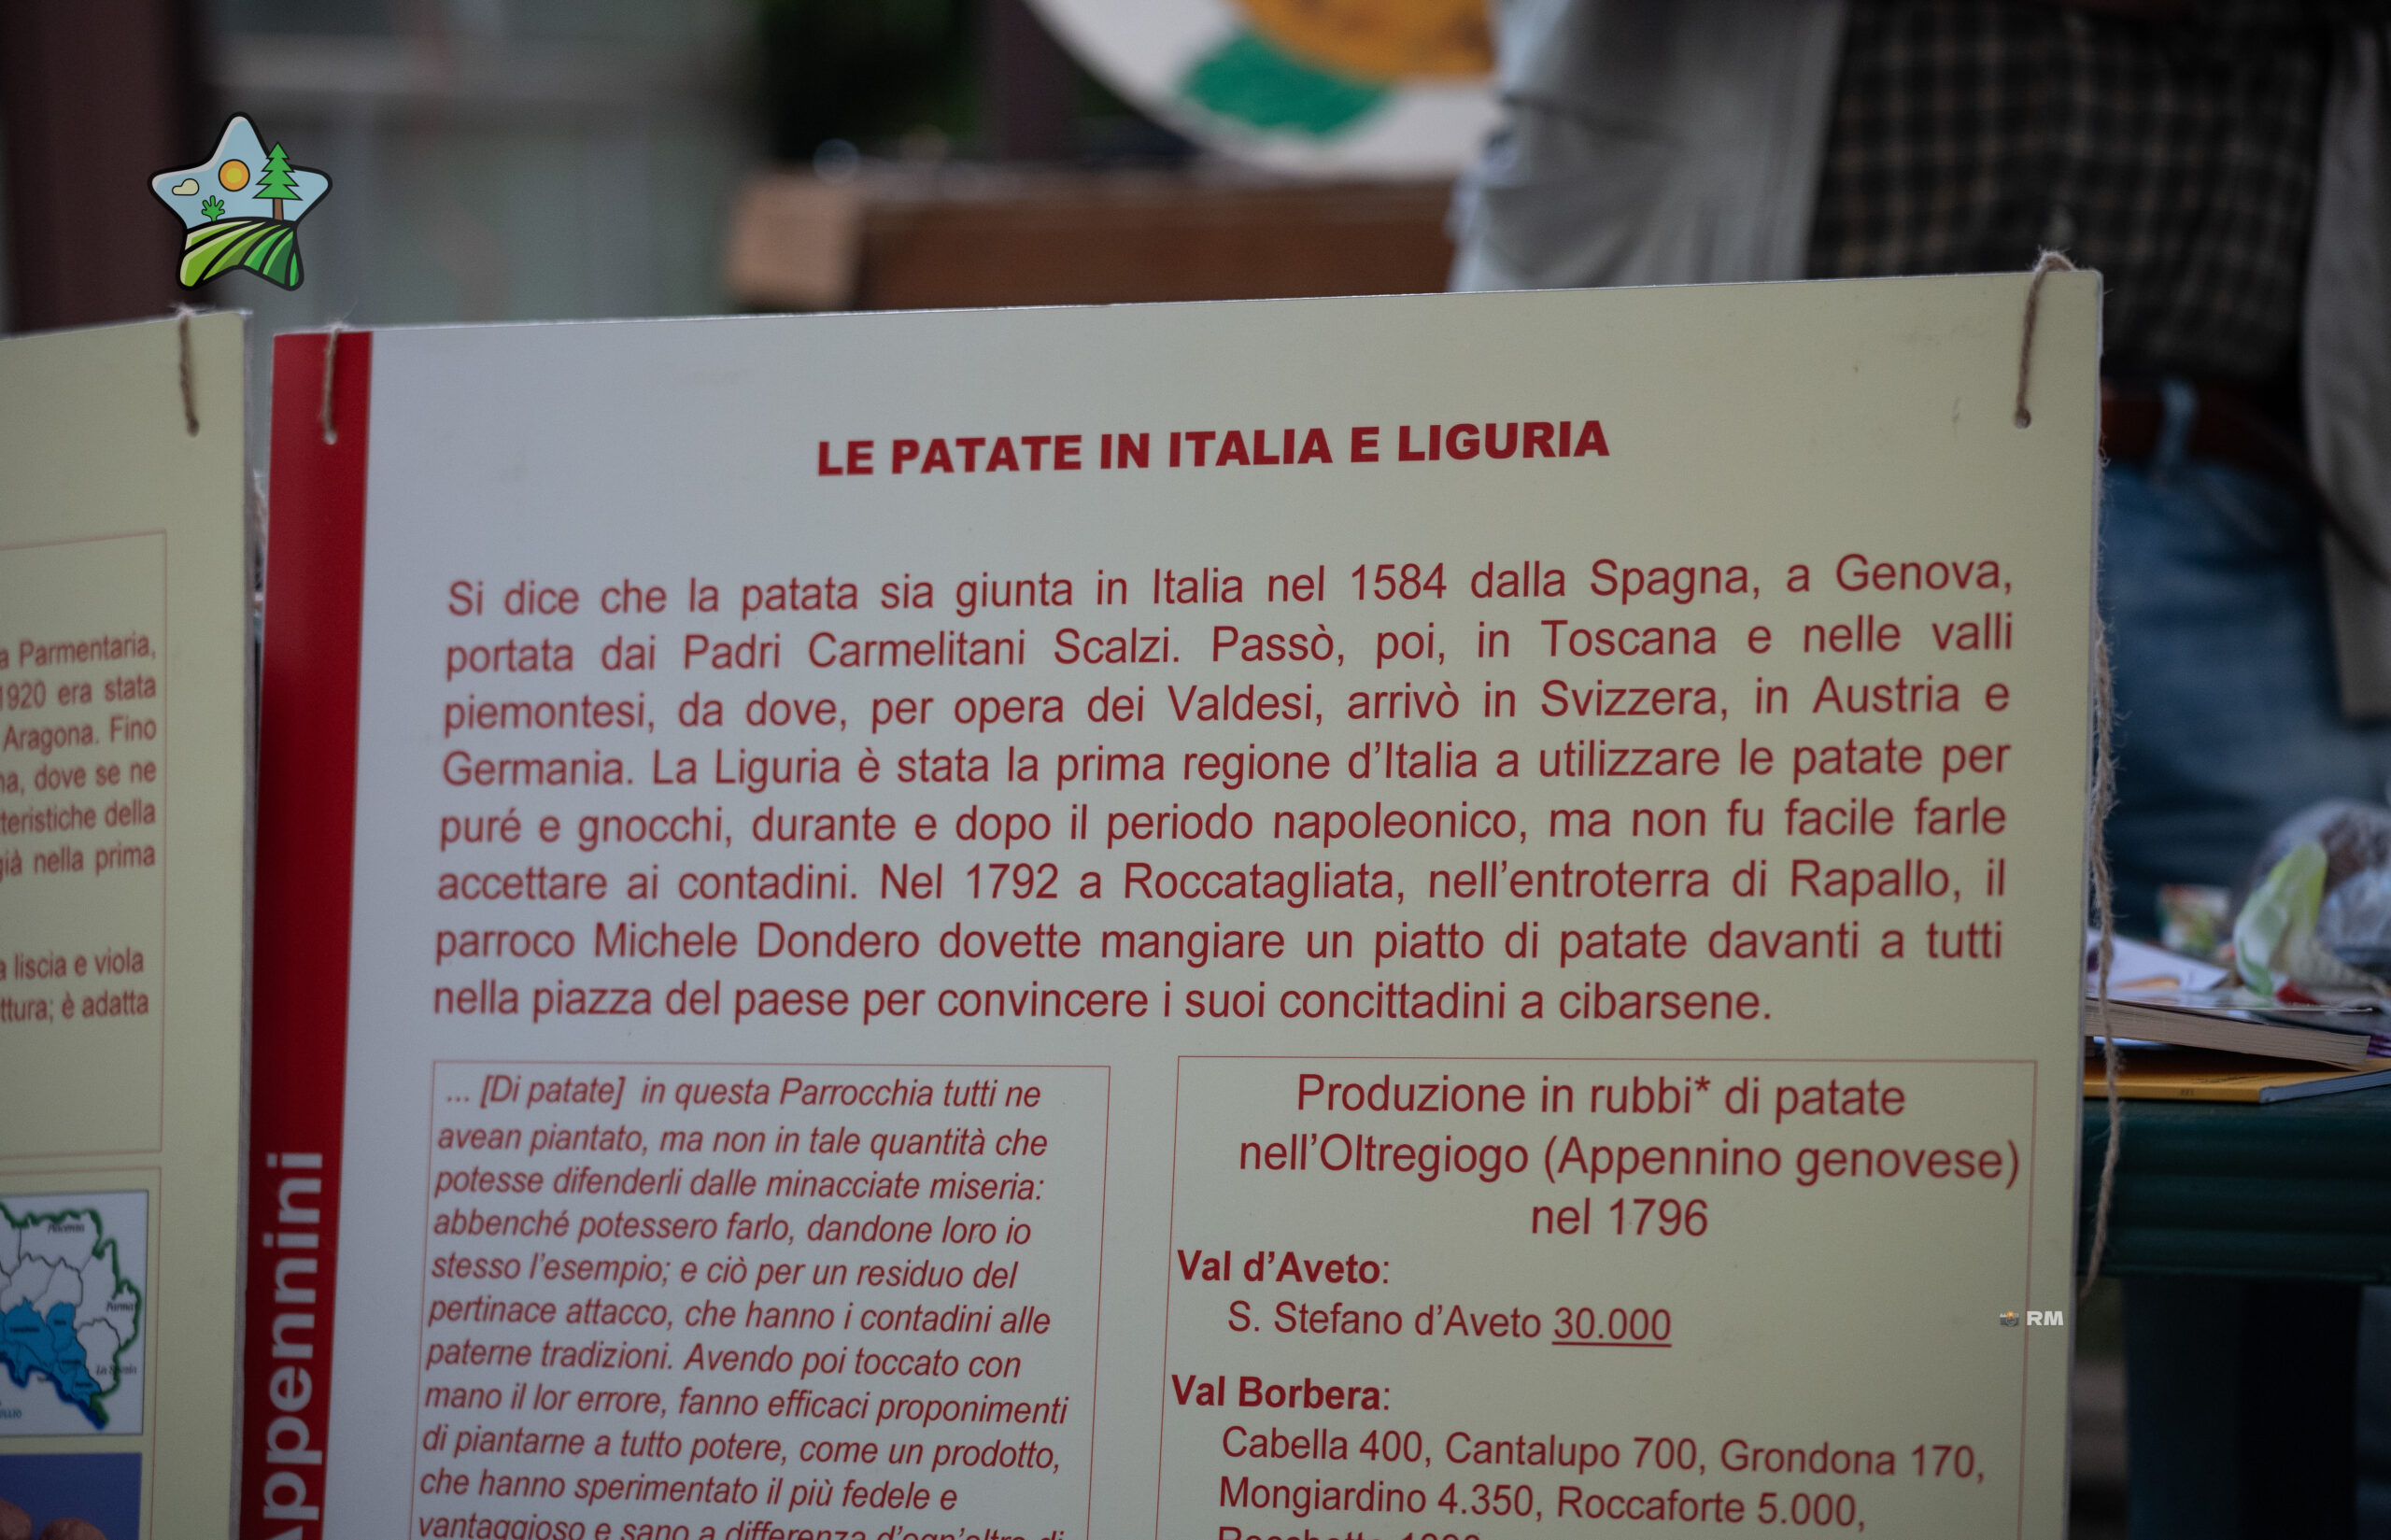 a Parmentaria,
1920 era stata
Aragona. Fino
na, dove se ne
tteristiche della
già nella prima
a liscia e viola
ttura; è adatta
Appennini
LE PATATE IN ITALIA E LIGURIA
Si dice che la patata sia giunta in Italia nel 1584 dalla Spagna, a Genova,
portata dai Padri Carmelitani Scalzi. Passò, poi, in Toscana e nelle valli
piemontesi, da dove, per opera dei Valdesi, arrivò in Svizzera, in Austria e
Germania. La Liguria è stata la prima regione d’Italia a utilizzare le patate per
puré e gnocchi, durante e dopo il periodo napoleonico, ma non fu facile farle
accettare ai contadini. Nel 1792 a Roccatagliata, nell’entroterra di Rapallo, il
parroco Michele Dondero dovette mangiare un piatto di patate davanti a tutti
nella piazza del paese per convincere i suoi concittadini a cibarsene.
... [Di patate] in questa Parrocchia tutti ne
avean piantato, ma non in tale quantità che
potesse difenderli dalle minacciate miseria:
abbenché potessero farlo, dandone loro io
stesso l’esempio; e ciò per un residuo del
pertinace attacco, che hanno i contadini alle
paterne tradizioni. Avendo poi toccato con
mano il lor errore, fanno efficaci proponimenti
di piantarne a tutto potere, come un prodotto,
che hanno sperimentato il più fedele e
vantaggioso e sano a differenza d’ogn’altro di
Produzione in rubbi* di patate
nell’Oltregiogo (Appennino genovese)
nel 1796
Val d’Aveto:
S. Stefano d’Aveto 30.000
Val Borbera:
Cabella 400, Cantalupo 700, Grondona 170,
Mongiardino 4.350, Roccaforte 5.000,
RM